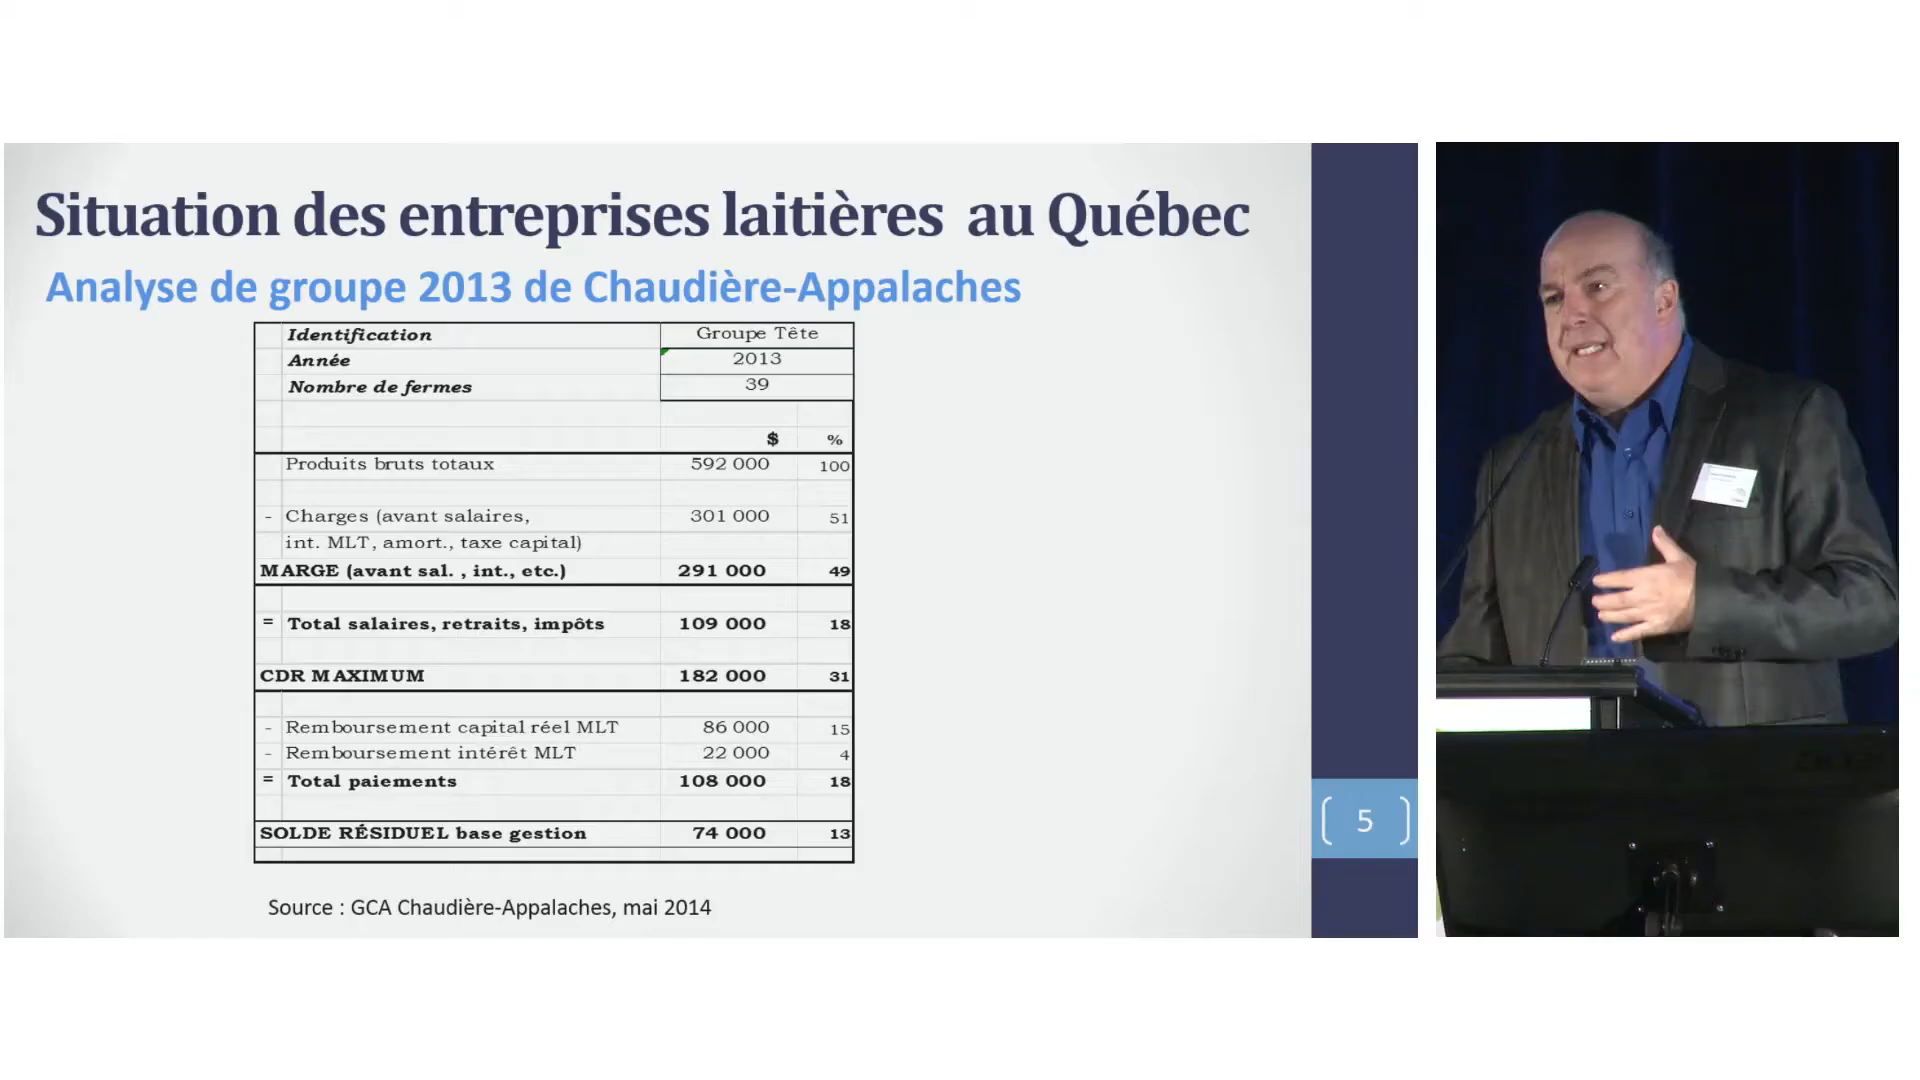 Situation des entreprises laitières au Québec
Analyse de groupe 2013 de Chaudière-Appalaches
Identification Groupe Tête
Année 2013
Nombre de fermes 39
$ %
Produits bruts totaux 592 000 100
- Charges (avant salaires, 301 000 51
int. MLT, amort., taxe capital)
MARGE (avant sal. , int., etc.) 291 000 49
= Total salaires, retraits, impôts 109 000 18
CDR MAXIMUM 182 000 31
- Remboursement capital réel MLT 86 000 15
- Remboursement intérêt MLT 22 000 4
= Total paiements 108 000 18
SOLDE RÉSIDUEL base gestion 74 000 13
Source : GCA Chaudière-Appalaches, mai 2014
5